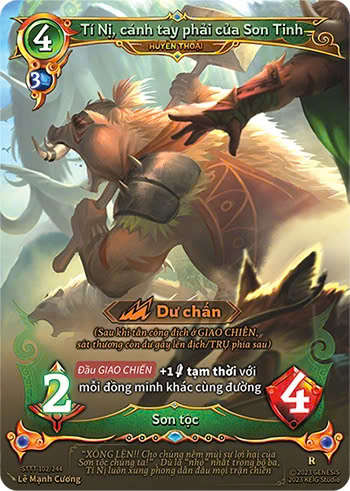 4
Tí Nị, cánh tay phải của Sơn Tinh
HUYỀN THOẠI
3
Dư chấn
(Sau khi tấn công địch ở GIAO CHIẾN,
sát thương còn dư gây lên địch/TRỤ phía sau)
2
Đầu GIAO CHIẾN +1 tạm thời với
mỗi đồng minh khác cùng đường
4
Sơn tộc
STTT-102/244
Lê Mạnh Cương
"XÔNG LÊN!! Cho chúng nếm mùi sự lợi hại của
Sơn tộc chúng ta!", Dù là "nhỏ" nhất trong bộ ba,
Tí Nị luôn xung phong dẫn đầu mọi trận chiến
R
©2023 GENESIS
2023 KEIG Studio